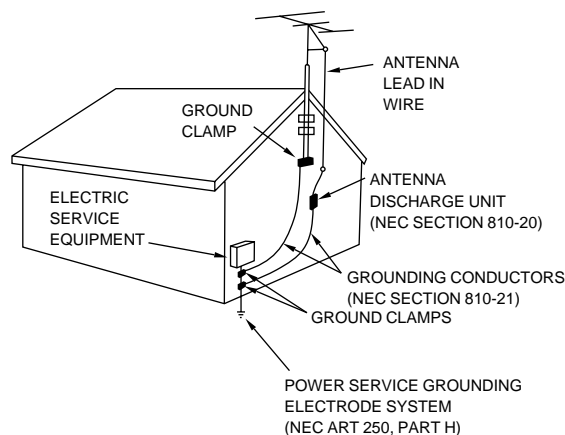 ANTENNA
LEAD IN
WIRE
GROUND
CLAMP
ANTENNA
DISCHARGE UNIT
(NEC SECTION 810-20)
ELECTRIC
SERVICE
EQUIPMENT
GROUNDING CONDUCTORS
(NEC SECTION 810-21)
GROUND CLAMPS
POWER SERVICE GROUNDING
ELECTRODE SYSTEM
(NEC ART 250, PART H)